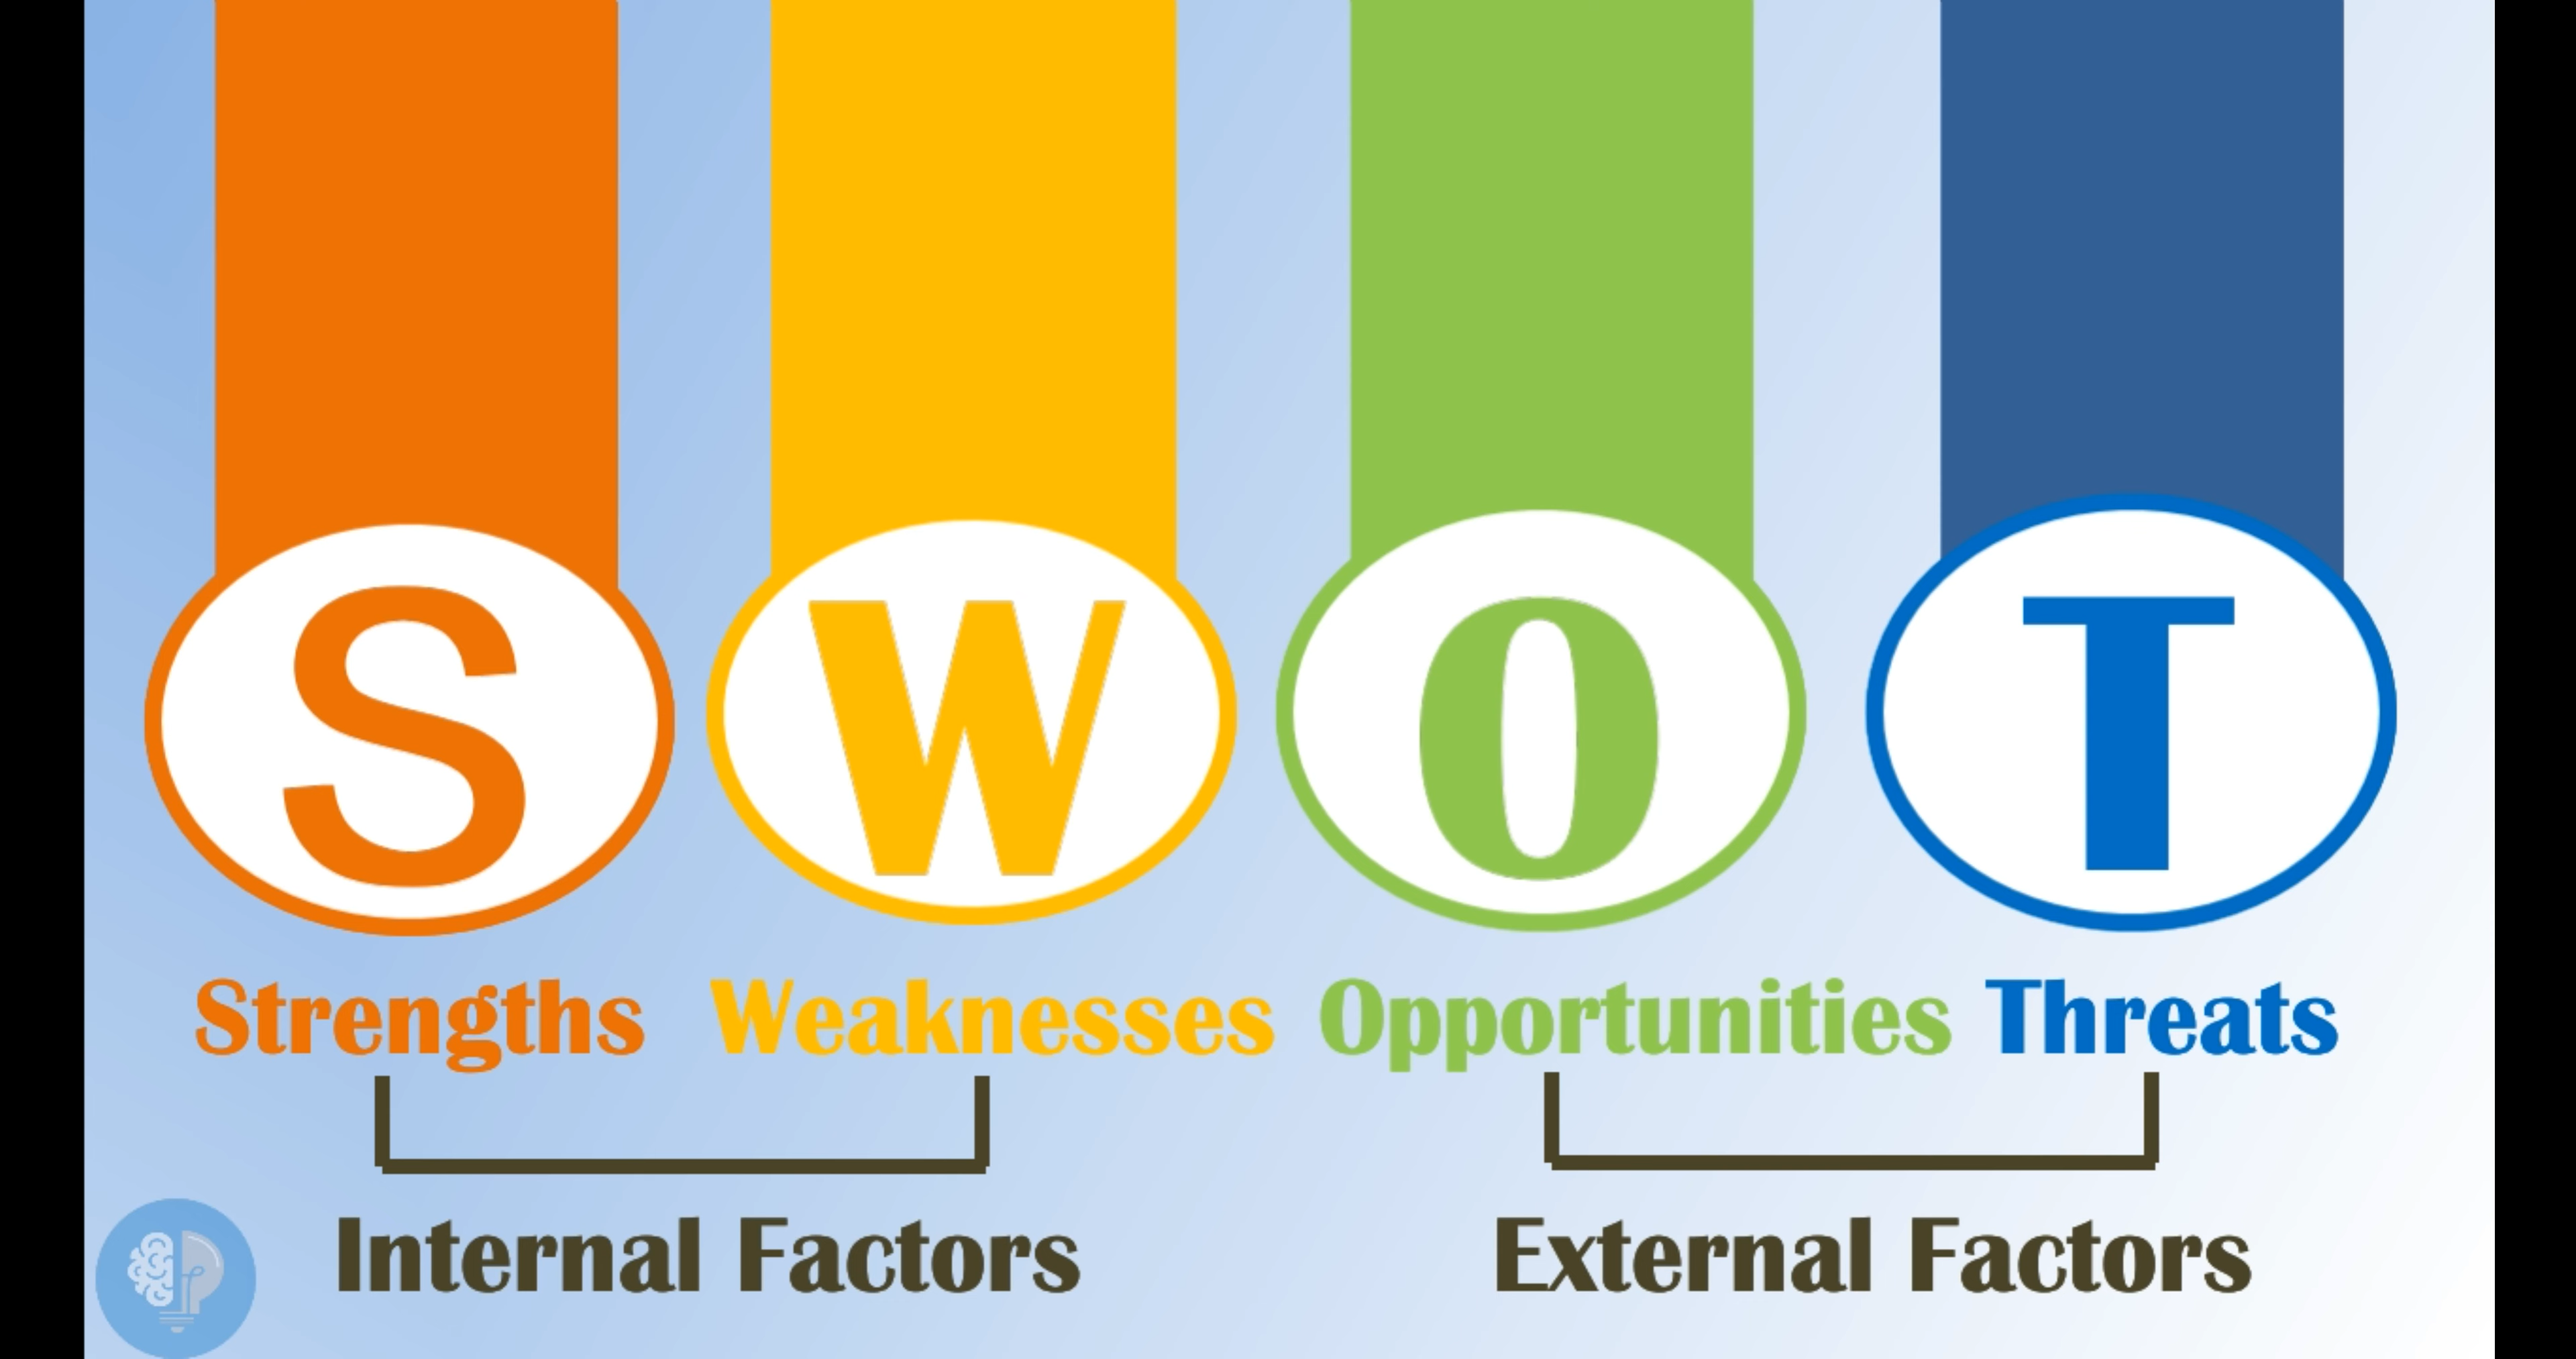 S W O T
Strengths Weaknesses Opportunities Threats
Internal Factors External Factors